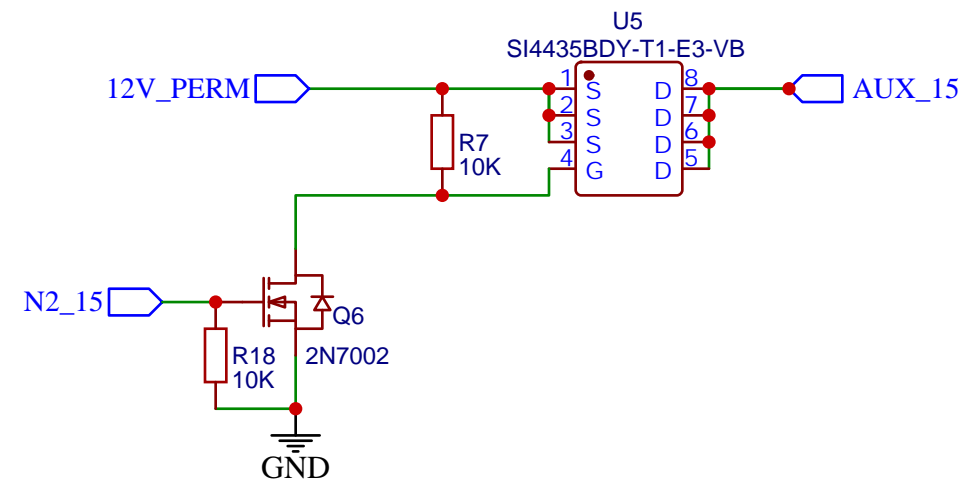 U5
SI4435BDY-T1-E3-VB
12V_PERM
1 S D 8
2 S D 7
3 S D 6
4 G D 5
AUX_15
R7
10K
N2_15
Q6
2N7002
R18
10K
GND